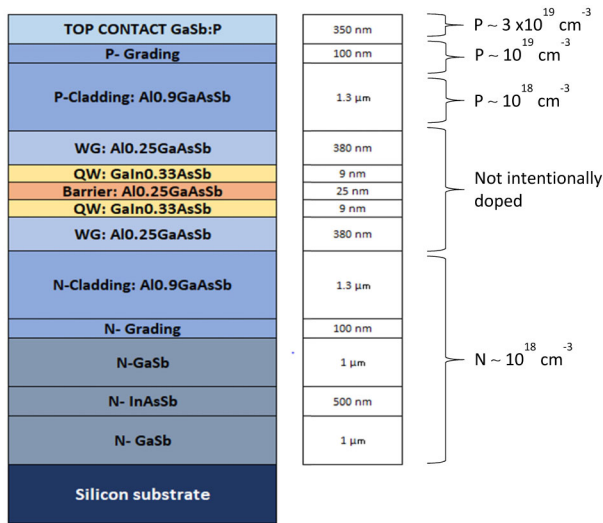 TOP CONTACT GaSb:P 350 nm P ~ 3 x10^19 cm^-3
P- Grading 100 nm P ~ 10^19 cm^-3
P-Cladding: Al0.9GaAsSb 1.3 µm P ~ 10^18 cm^-3
WG: Al0.25GaAsSb 380 nm
QW: GaIn0.33AsSb 9 nm
Barrier: Al0.25GaAsSb 25 nm
QW: GaIn0.33AsSb 9 nm
WG: Al0.25GaAsSb 380 nm
Not intentionally
doped
N-Cladding: Al0.9GaAsSb 1.3 µm
N- Grading 100 nm
N-GaSb 1 µm
N- InAsSb 500 nm
N- GaSb 1 µm
N ~ 10^18 cm^-3
Silicon substrate